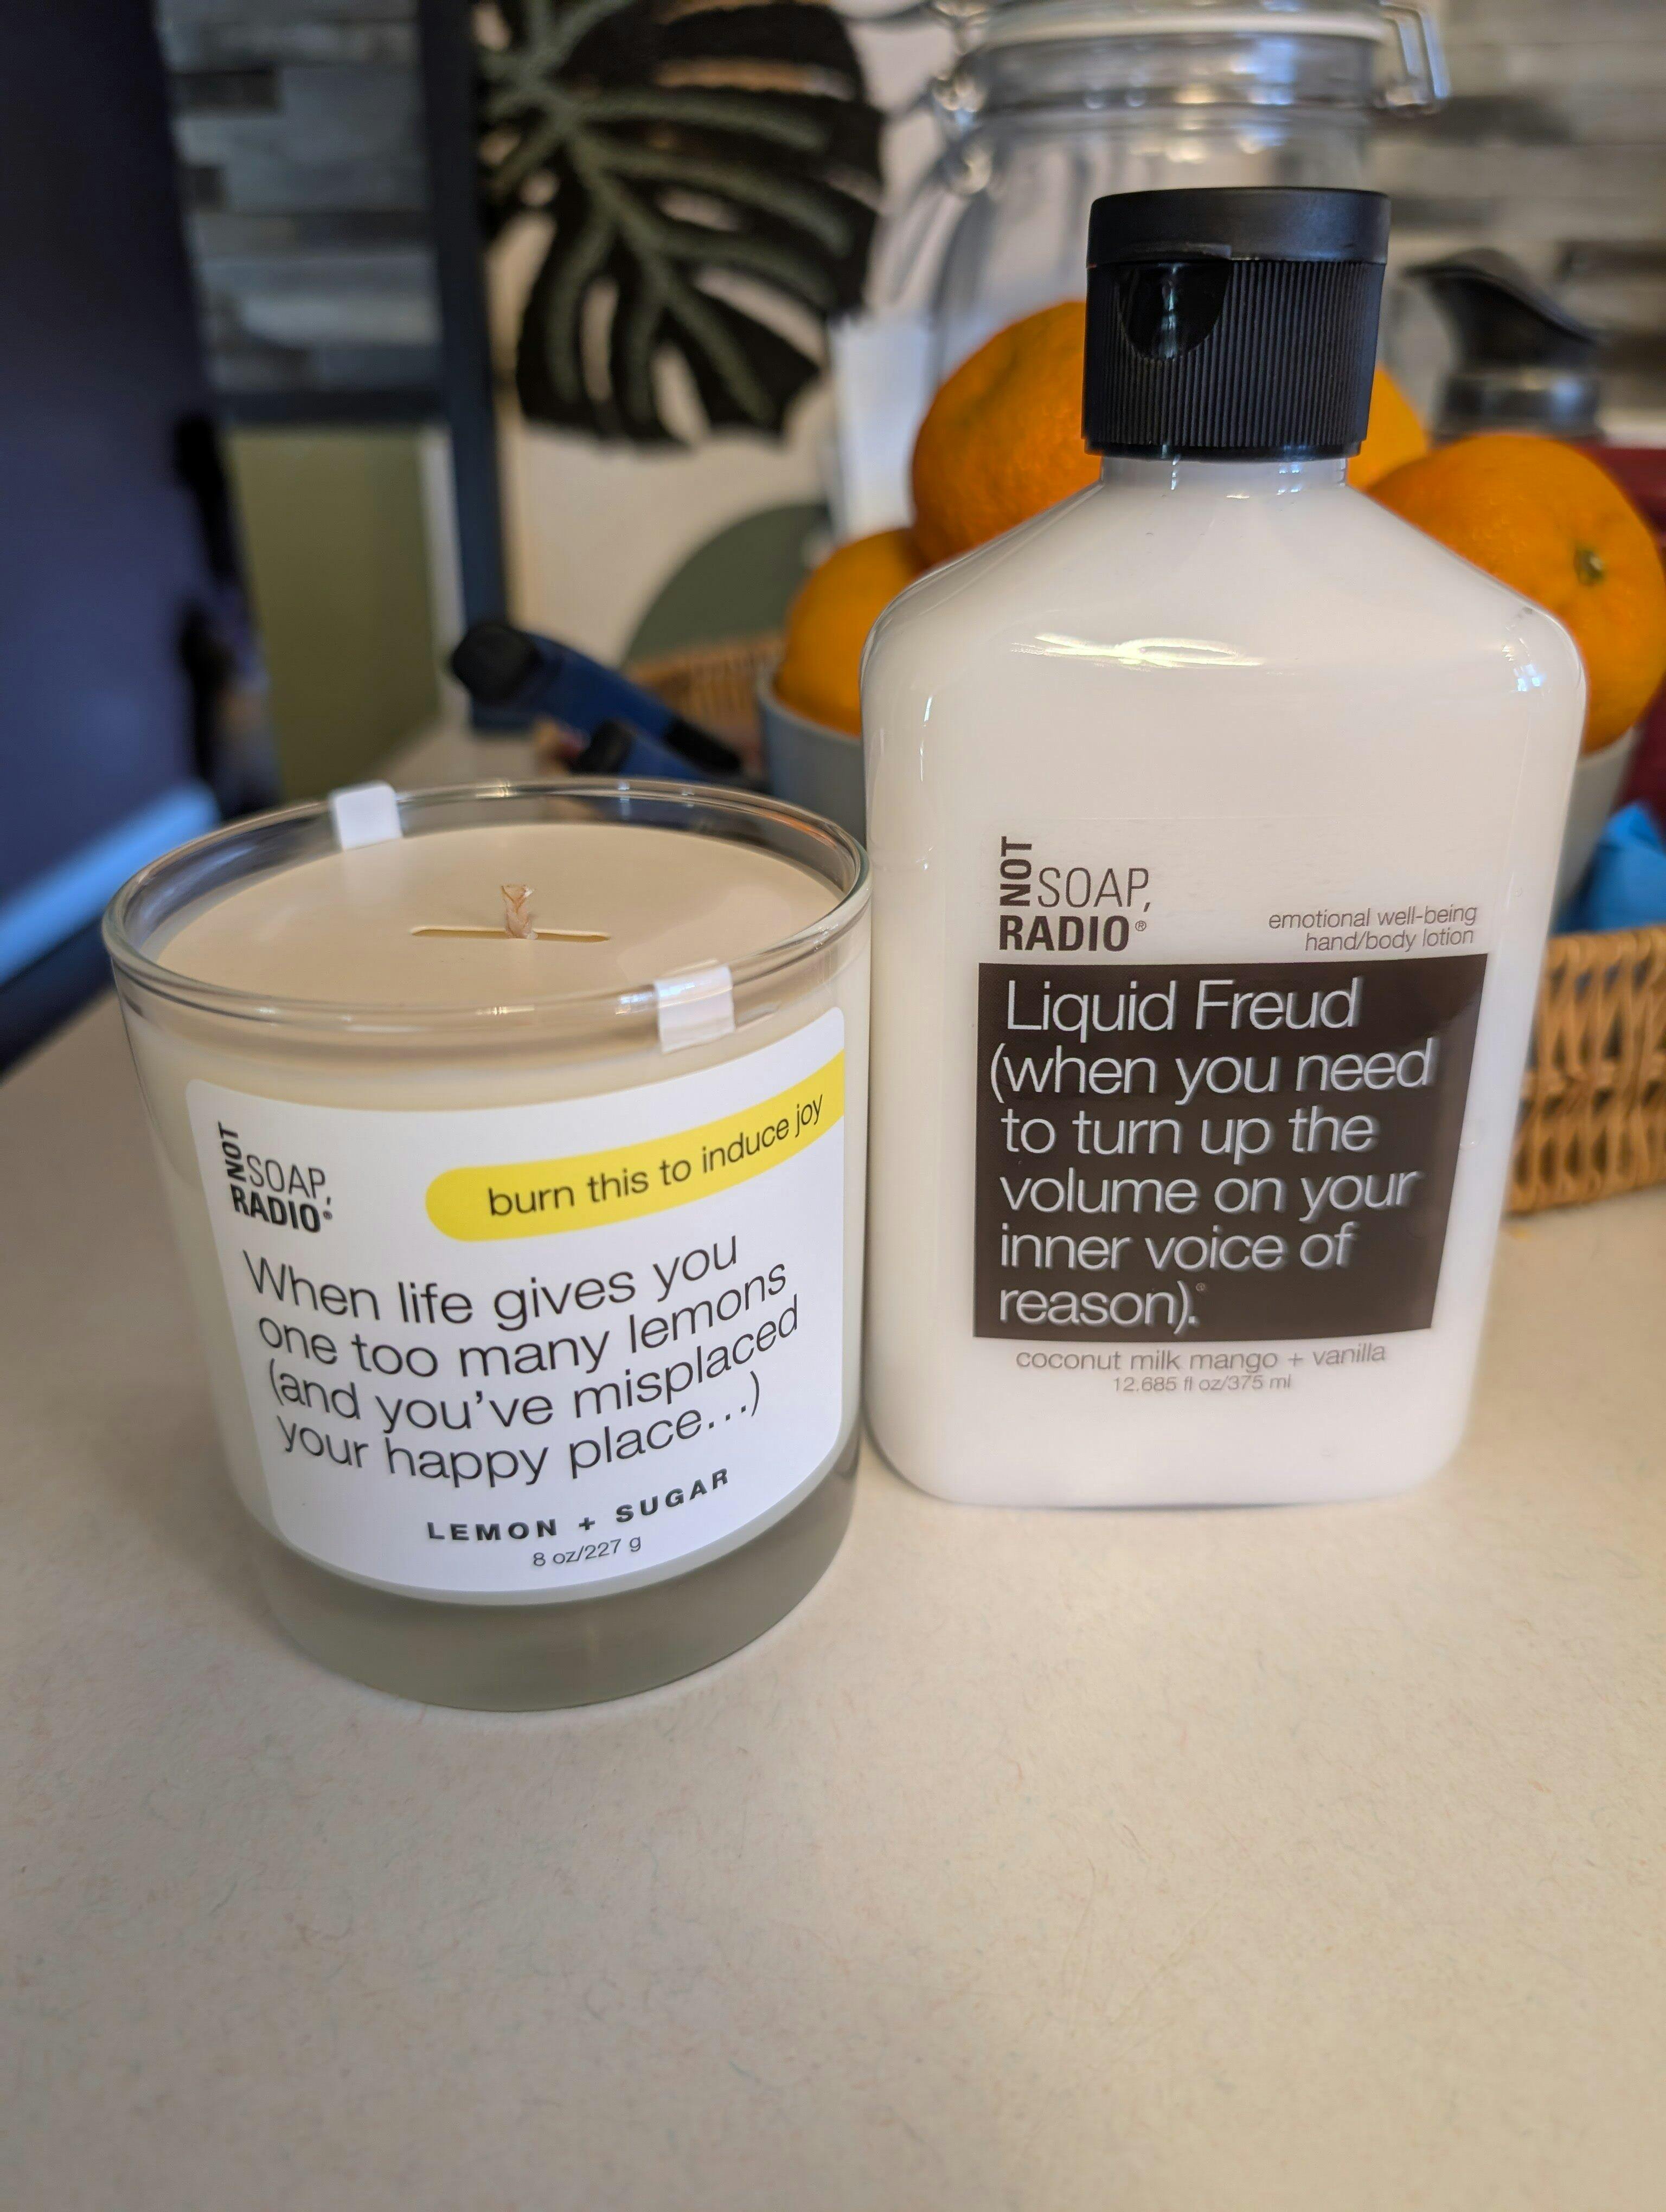 NOT
SOAP,
RADIO®
burn this to induce joy
When life gives you
one too many lemons
(and you've misplaced
your happy place...)
LEMON + SUGAR
8 oz/227 g
NOT
SOAP,
RADIO®
emotional well-being
hand/body lotion
Liquid Freud
(when you need
to turn up the
volume on your
inner voice of
reason).®
coconut milk mango + vanilla
12.685 fl oz/375 ml